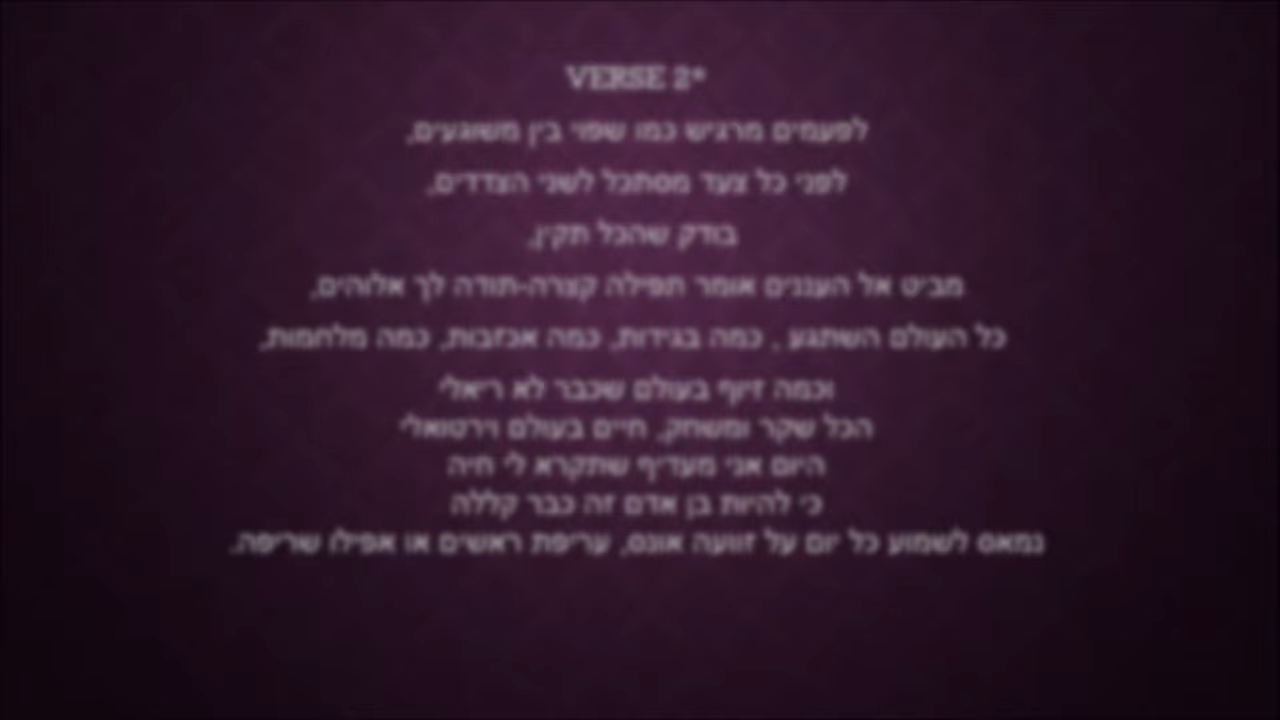 VERSE 2*
לפעמים מרגיש כמו שפוי בין משוגעים,
לפני כל צעד מסתכל לשני הצדדים,
בודק שהכל תקין,
מביט אל העננים אומר תפילה קצרה-תודה לך אלוהים,
כל העולם השתגע , כמה בגידות, כמה אכזבות, כמה מלחמות,
וכמה זיוף בעולם שכבר לא ריאלי
הכל שקר ומשחק, חיים בעולם וירטואלי
היום אני מעדיף שתקרא לי חיה
כי להיות בן אדם זה כבר קללה
נמאס לשמוע כל יום על זוועה אונס, עריפת ראשים או אפילו שריפה.